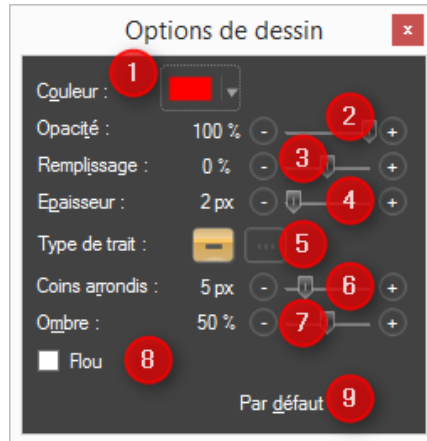 Options de dessin x
Couleur : 1
Opacité : 100 % - 2 +
Remplissage : 0 % - 3 +
Epaisseur : 2 px - 4 +
Type de trait : 5
Coins arrondis : 5 px - 6 +
Ombre : 50 % - 7 +
Flou 8
Par défaut 9